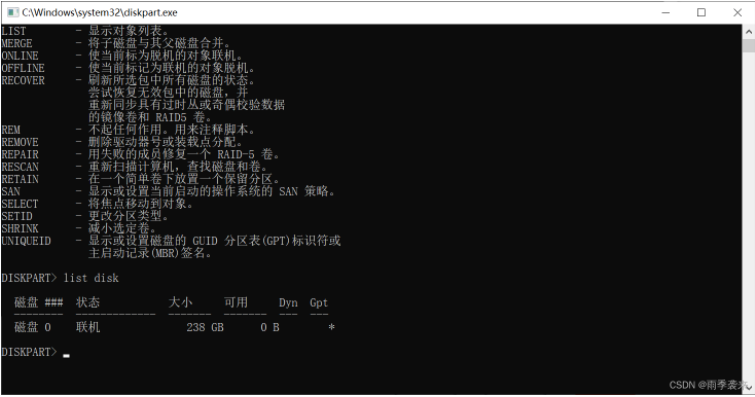 C:\Windows\system32\diskpart.exe
LIST - 显示对象列表。
MERGE - 将子磁盘与其父磁盘合并。
ONLINE - 使当前标为脱机的对象联机。
OFFLINE - 使当前标记为联机的对象脱机。
RECOVER - 刷新所选包中所有磁盘的状态。
尝试恢复无效包中的磁盘，并
重新同步具有过时丛或奇偶校验数据
的镜像卷和 RAID5 卷。
REM - 不起任何作用。用来注释脚本。
REMOVE - 删除驱动器号或装载点分配。
REPAIR - 用失败的成员修复一个 RAID-5 卷。
RESCAN - 重新扫描计算机，查找磁盘和卷。
RETAIN - 在一个简单卷下放置一个保留分区。
SAN - 显示或设置当前启动的操作系统的 SAN 策略。
SELECT - 将焦点移动到对象。
SETID - 更改分区类型。
SHRINK - 减小选定卷。
UNIQUEID - 显示或设置磁盘的 GUID 分区表(GPT)标识符或
主启动记录(MBR)签名。
DISKPART> list disk
磁盘 ### 状态 大小 可用 Dyn Gpt
-------- ------------- ------- ------- --- ---
磁盘 0 联机 238 GB 0 B *
DISKPART>
CSDN @雨季袭来